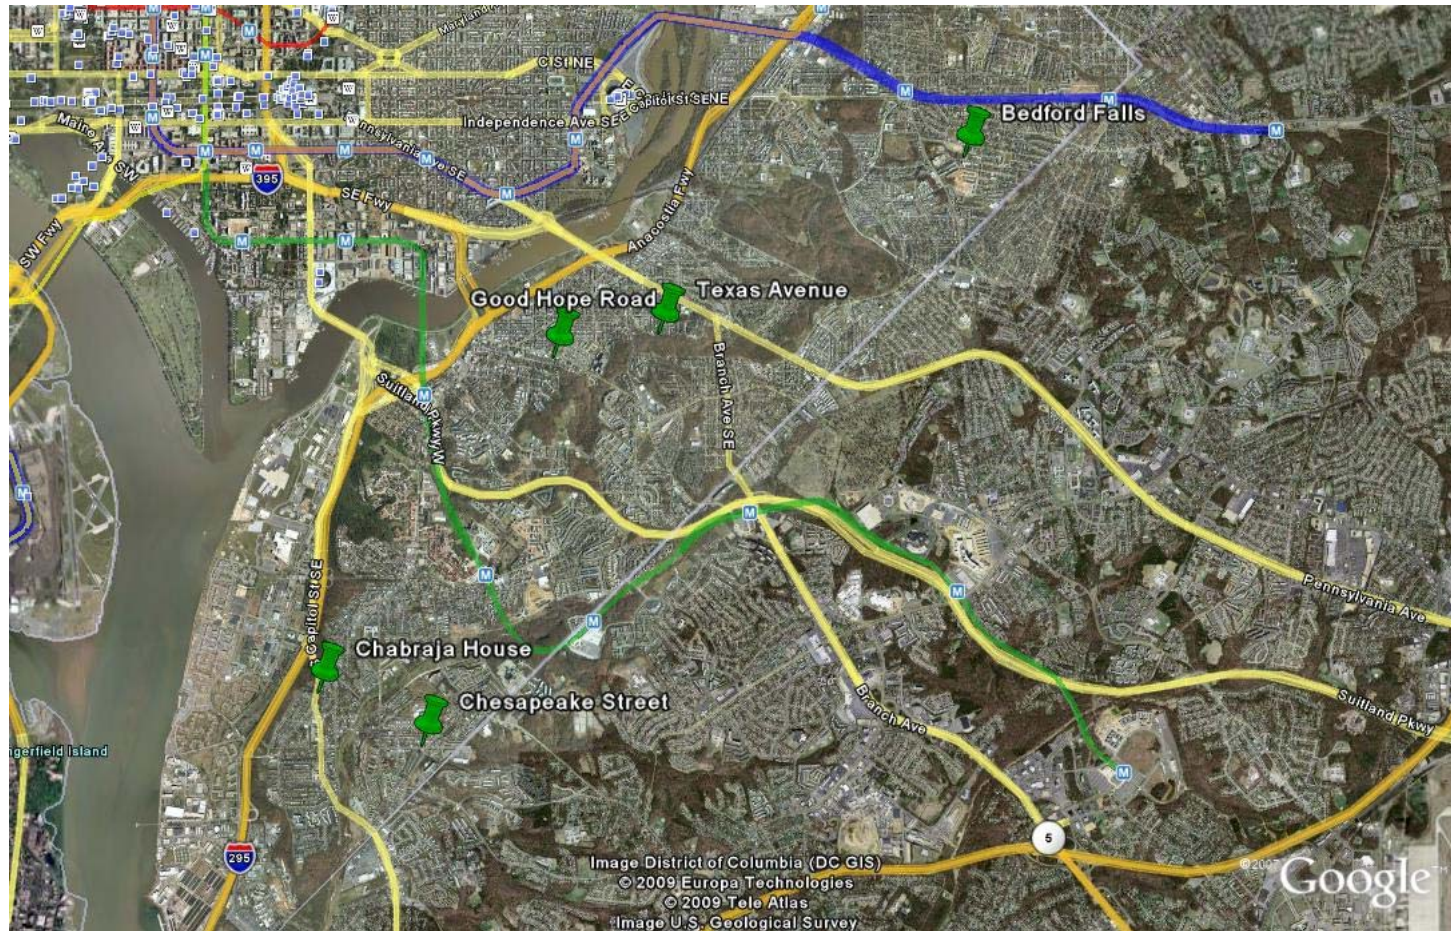 C St NE
E Capitol St SE NE
Independence Ave SE
Maine Ave SW
Pennsylvania Ave SE
Bedford Falls
395
SE Fwy
SW Fwy
Anacostia Fwy
Good Hope Road
Texas Avenue
Branch Ave SE
Suitland Pkwy
Capitol St SE
Pennsylvania Ave
Chabraja House
Chesapeake Street
Branch Ave
Suitland Pkwy
ngerfield Island
295
5
Image District of Columbia (DC GIS)
© 2009 Europa Technologies
© 2009 Tele Atlas
Image U.S. Geological Survey
©2007 Google